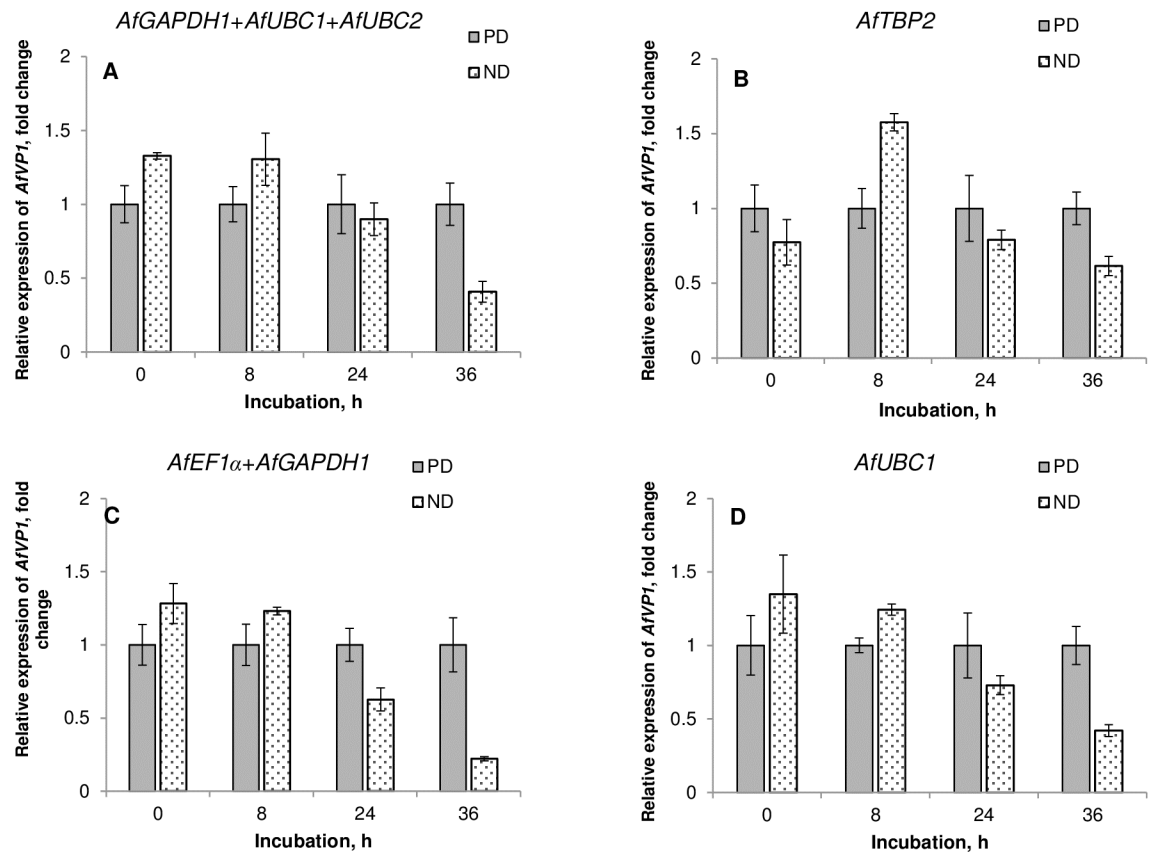 AfGAPDH1+AfUBC1+AfUBC2
PD
ND
A
Relative expression of AfVP1, fold change
2
1.5
1
0.5
0
0 8 24 36
Incubation, h
AfTBP2
PD
ND
B
Relative expression of AfVP1, fold change
2
1.5
1
0.5
0
0 8 24 36
Incubation, h
AfEF1α+AfGAPDH1
PD
ND
C
Relative expression of AfVP1, fold
change
2
1.5
1
0.5
0
0 8 24 36
Incubation, h
AfUBC1
PD
ND
D
Relative expression of AfVP1, fold change
2
1.5
1
0.5
0
0 8 24 36
Incubation, h